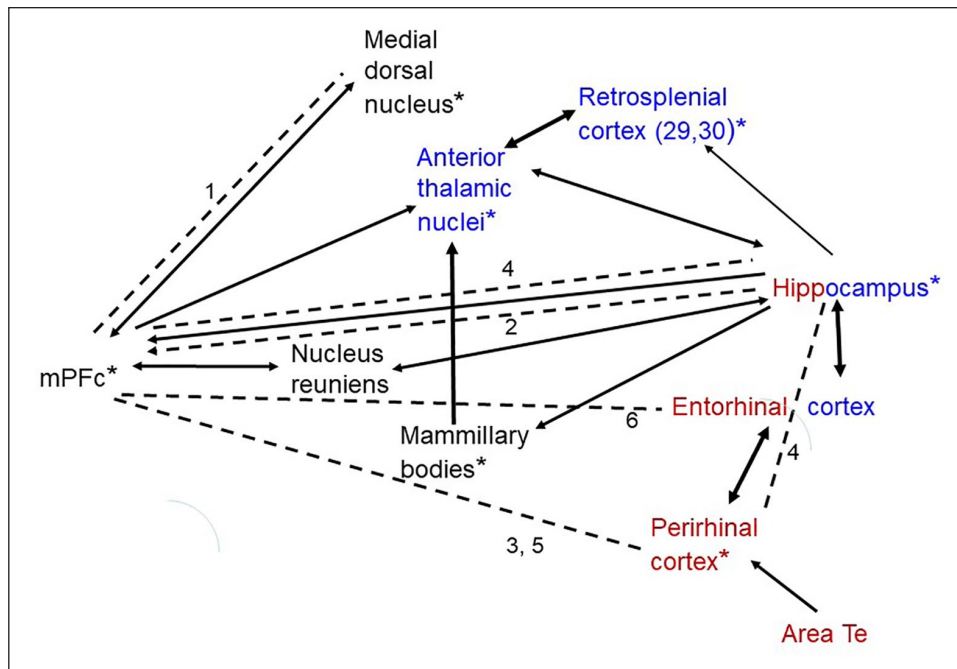 Medial
dorsal
nucleus*
Retrosplenial
cortex (29,30)*
Anterior
thalamic
nuclei*
1
4
Hippocampus*
2
Nucleus
reuniens
mPFc*
Entorhinal cortex
6
Mammillary
bodies*
4
Perirhinal
cortex*
3, 5
Area Te